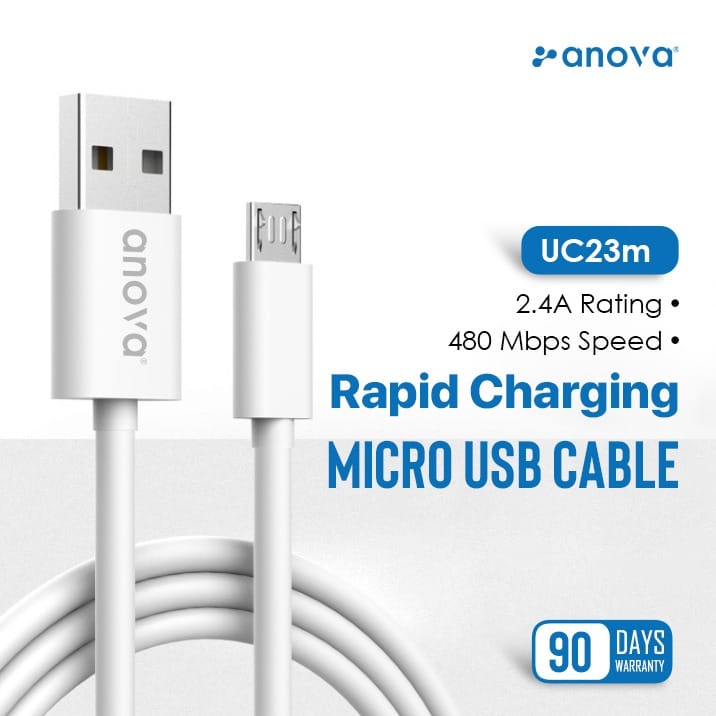 anova®
anova®
UC23m
2.4A Rating •
480 Mbps Speed •
Rapid Charging
MICRO USB CABLE
90 DAYS
WARRANTY